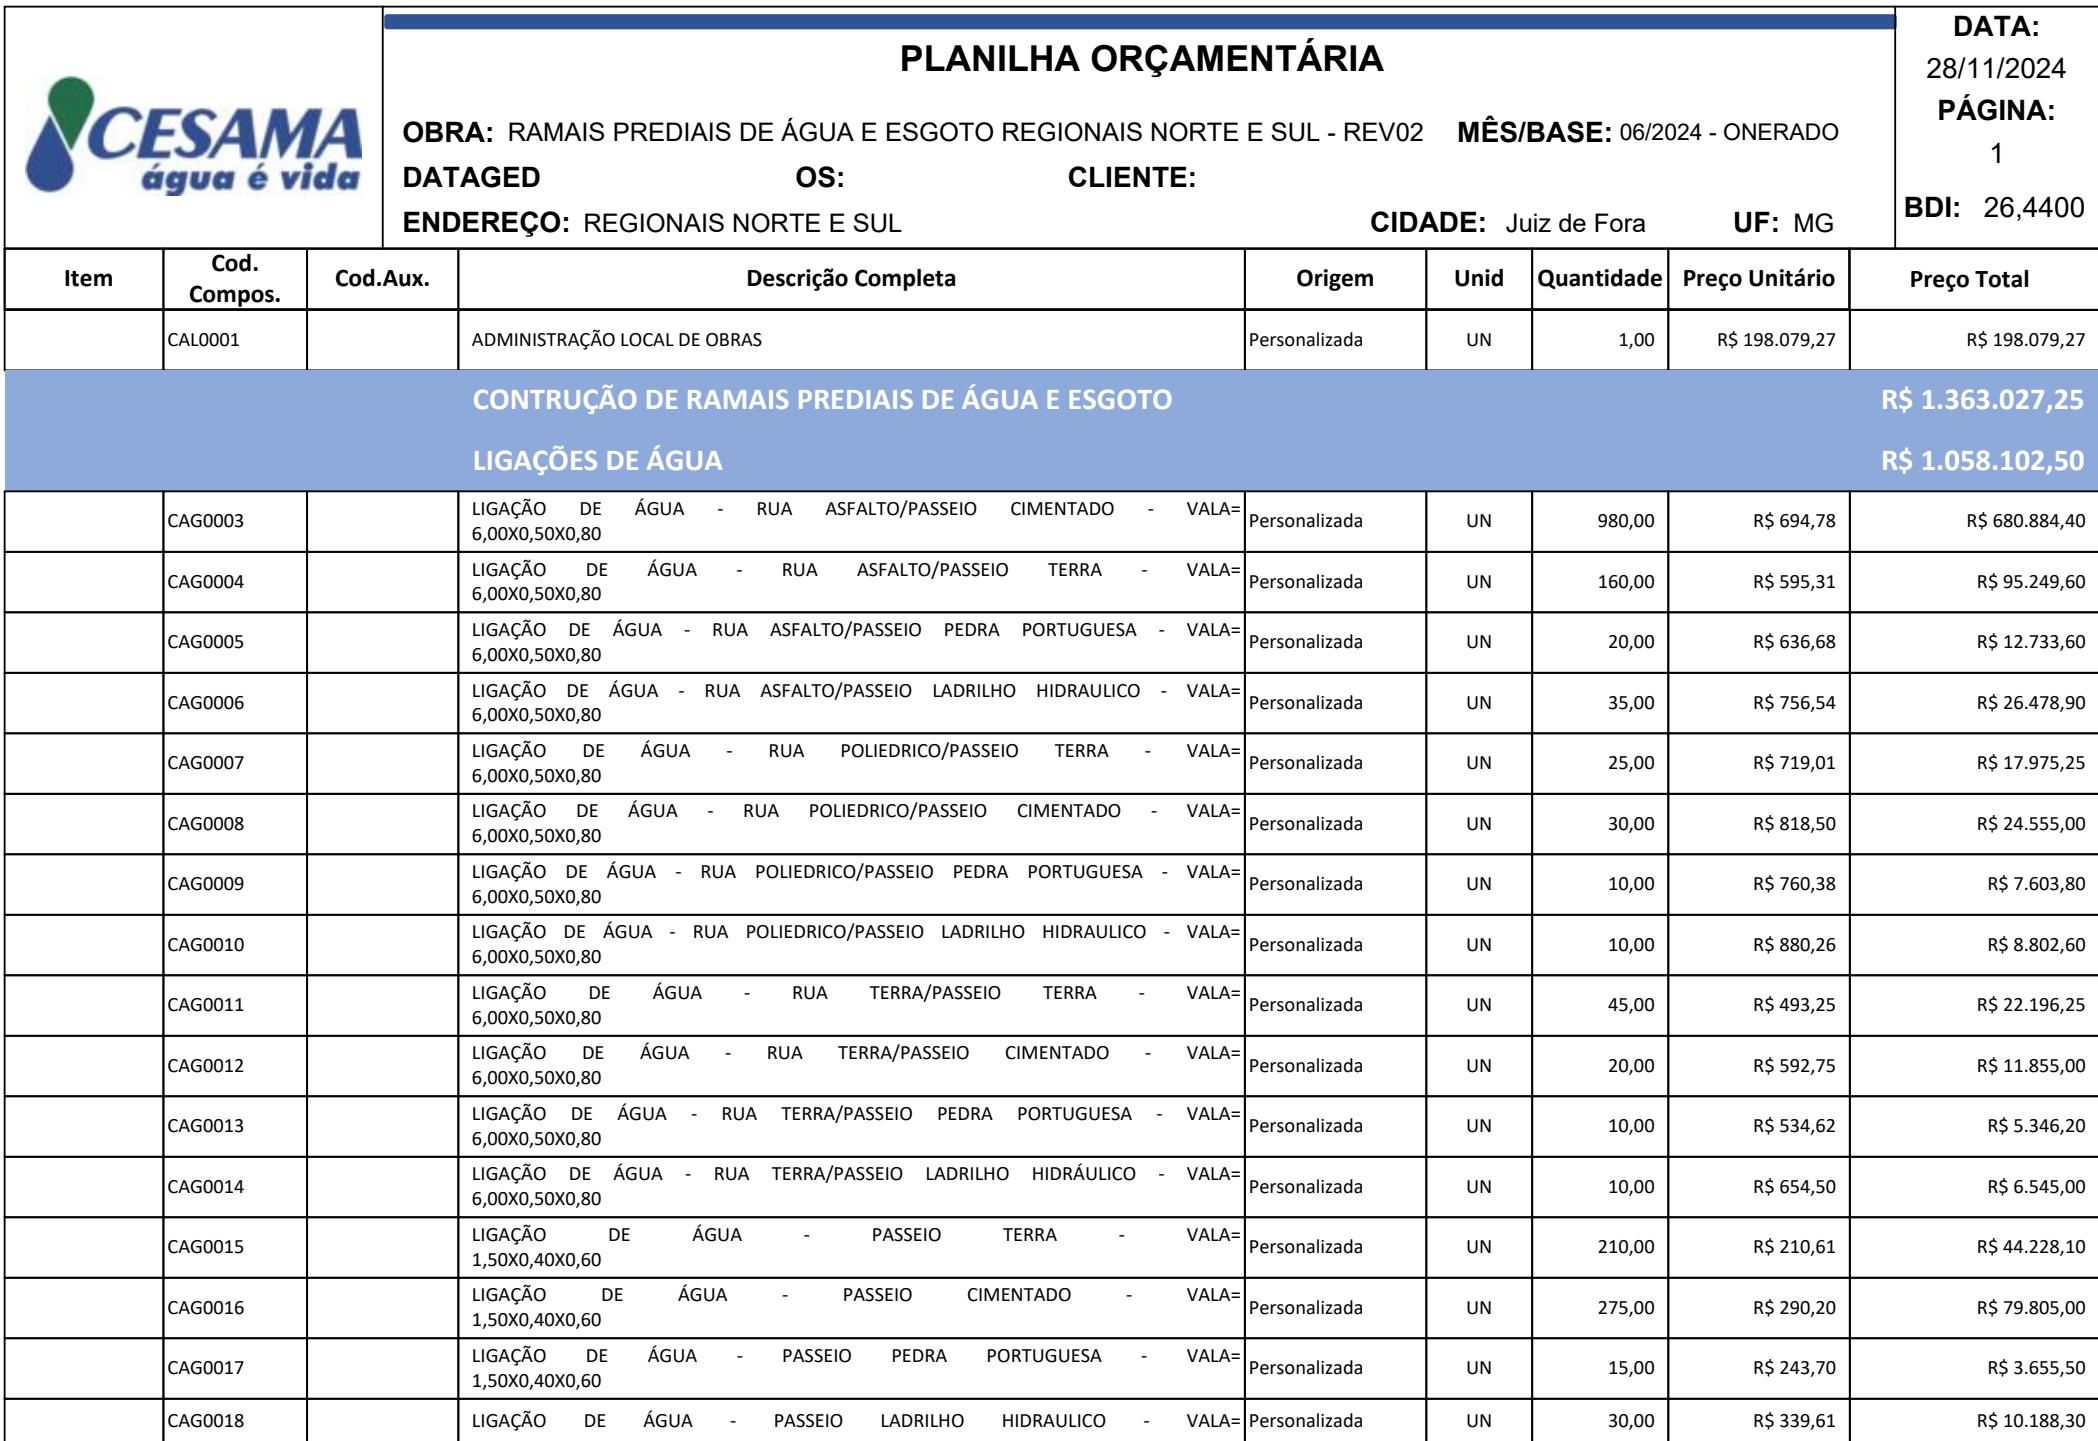 CESAMA
água é vida
PLANILHA ORÇAMENTÁRIA
OBRA: RAMAIS PREDIAIS DE ÁGUA E ESGOTO REGIONAIS NORTE E SUL - REV02 MÊS/BASE: 06/2024 - ONERADO
DATAGED OS: CLIENTE:
ENDEREÇO: REGIONAIS NORTE E SUL CIDADE: Juiz de Fora UF: MG
DATA:
28/11/2024
PÁGINA:
1
BDI: 26,4400
Item Cod. Compos. Cod.Aux. Descrição Completa Origem Unid Quantidade Preço Unitário Preço Total
CAL0001 ADMINISTRAÇÃO LOCAL DE OBRAS Personalizada UN 1,00 R$ 198.079,27 R$ 198.079,27
CONTRUÇÃO DE RAMAIS PREDIAIS DE ÁGUA E ESGOTO R$ 1.363.027,25
LIGAÇÕES DE ÁGUA R$ 1.058.102,50
CAG0003 LIGAÇÃO DE ÁGUA - RUA ASFALTO/PASSEIO CIMENTADO - VALA= 6,00X0,50X0,80 Personalizada UN 980,00 R$ 694,78 R$ 680.884,40
CAG0004 LIGAÇÃO DE ÁGUA - RUA ASFALTO/PASSEIO TERRA - VALA= 6,00X0,50X0,80 Personalizada UN 160,00 R$ 595,31 R$ 95.249,60
CAG0005 LIGAÇÃO DE ÁGUA - RUA ASFALTO/PASSEIO PEDRA PORTUGUESA - VALA= 6,00X0,50X0,80 Personalizada UN 20,00 R$ 636,68 R$ 12.733,60
CAG0006 LIGAÇÃO DE ÁGUA - RUA ASFALTO/PASSEIO LADRILHO HIDRAULICO - VALA= 6,00X0,50X0,80 Personalizada UN 35,00 R$ 756,54 R$ 26.478,90
CAG0007 LIGAÇÃO DE ÁGUA - RUA POLIEDRICO/PASSEIO TERRA - VALA= 6,00X0,50X0,80 Personalizada UN 25,00 R$ 719,01 R$ 17.975,25
CAG0008 LIGAÇÃO DE ÁGUA - RUA POLIEDRICO/PASSEIO CIMENTADO - VALA= 6,00X0,50X0,80 Personalizada UN 30,00 R$ 818,50 R$ 24.555,00
CAG0009 LIGAÇÃO DE ÁGUA - RUA POLIEDRICO/PASSEIO PEDRA PORTUGUESA - VALA= 6,00X0,50X0,80 Personalizada UN 10,00 R$ 760,38 R$ 7.603,80
CAG0010 LIGAÇÃO DE ÁGUA - RUA POLIEDRICO/PASSEIO LADRILHO HIDRAULICO - VALA= 6,00X0,50X0,80 Personalizada UN 10,00 R$ 880,26 R$ 8.802,60
CAG0011 LIGAÇÃO DE ÁGUA - RUA TERRA/PASSEIO TERRA - VALA= 6,00X0,50X0,80 Personalizada UN 45,00 R$ 493,25 R$ 22.196,25
CAG0012 LIGAÇÃO DE ÁGUA - RUA TERRA/PASSEIO CIMENTADO - VALA= 6,00X0,50X0,80 Personalizada UN 20,00 R$ 592,75 R$ 11.855,00
CAG0013 LIGAÇÃO DE ÁGUA - RUA TERRA/PASSEIO PEDRA PORTUGUESA - VALA= 6,00X0,50X0,80 Personalizada UN 10,00 R$ 534,62 R$ 5.346,20
CAG0014 LIGAÇÃO DE ÁGUA - RUA TERRA/PASSEIO LADRILHO HIDRÁULICO - VALA= 6,00X0,50X0,80 Personalizada UN 10,00 R$ 654,50 R$ 6.545,00
CAG0015 LIGAÇÃO DE ÁGUA - PASSEIO TERRA - VALA= 1,50X0,40X0,60 Personalizada UN 210,00 R$ 210,61 R$ 44.228,10
CAG0016 LIGAÇÃO DE ÁGUA - PASSEIO CIMENTADO - VALA= 1,50X0,40X0,60 Personalizada UN 275,00 R$ 290,20 R$ 79.805,00
CAG0017 LIGAÇÃO DE ÁGUA - PASSEIO PEDRA PORTUGUESA - VALA= 1,50X0,40X0,60 Personalizada UN 15,00 R$ 243,70 R$ 3.655,50
CAG0018 LIGAÇÃO DE ÁGUA - PASSEIO LADRILHO HIDRAULICO - VALA= Personalizada UN 30,00 R$ 339,61 R$ 10.188,30